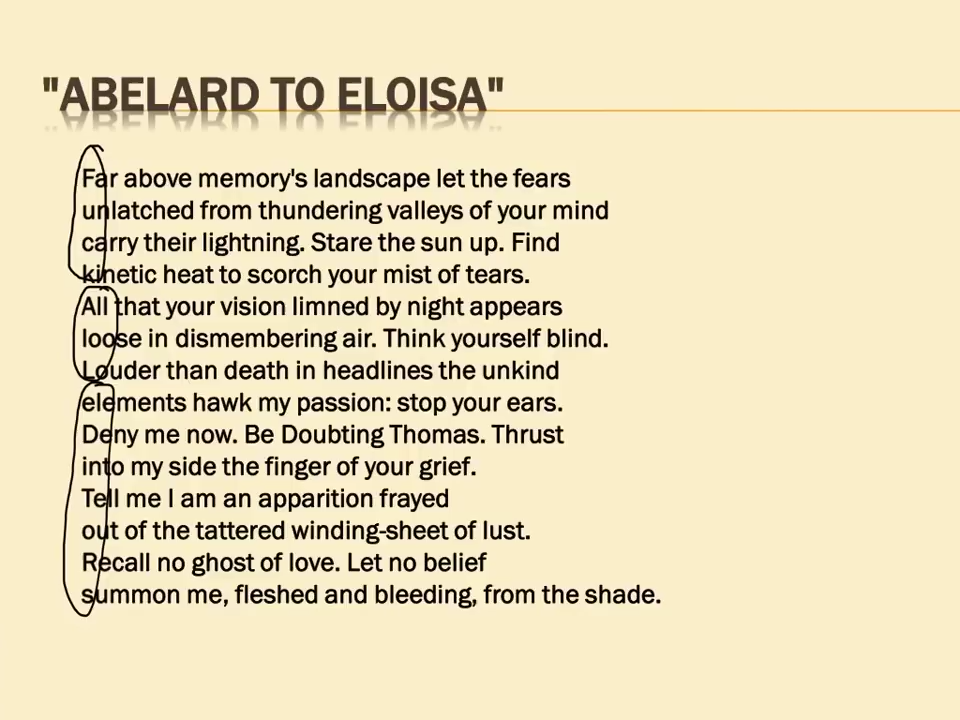 "ABELARD TO ELOISA"
Far above memory's landscape let the fears
unlatched from thundering valleys of your mind
carry their lightning. Stare the sun up. Find
kinetic heat to scorch your mist of tears.
All that your vision limned by night appears
loose in dismembering air. Think yourself blind.
Louder than death in headlines the unkind
elements hawk my passion: stop your ears.
Deny me now. Be Doubting Thomas. Thrust
into my side the finger of your grief.
Tell me I am an apparition frayed
out of the tattered winding-sheet of lust.
Recall no ghost of love. Let no belief
summon me, fleshed and bleeding, from the shade.